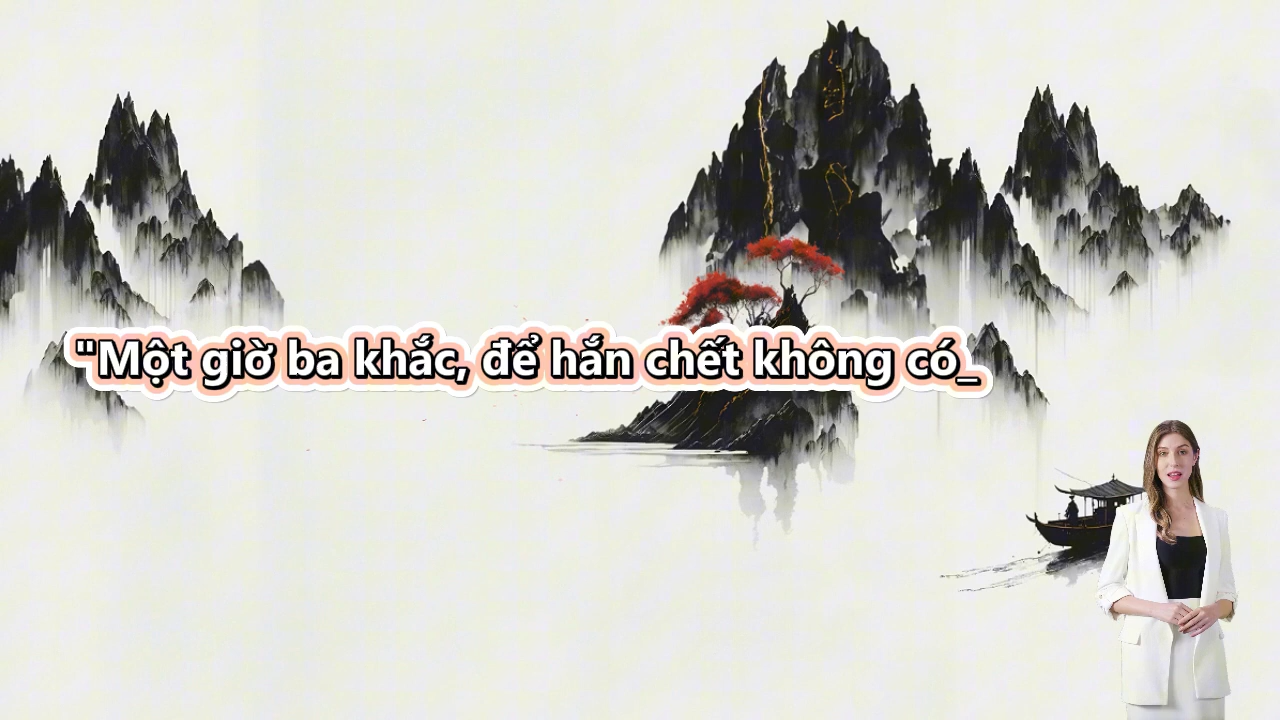 "Một giờ ba khắc, để hắn chết không có_